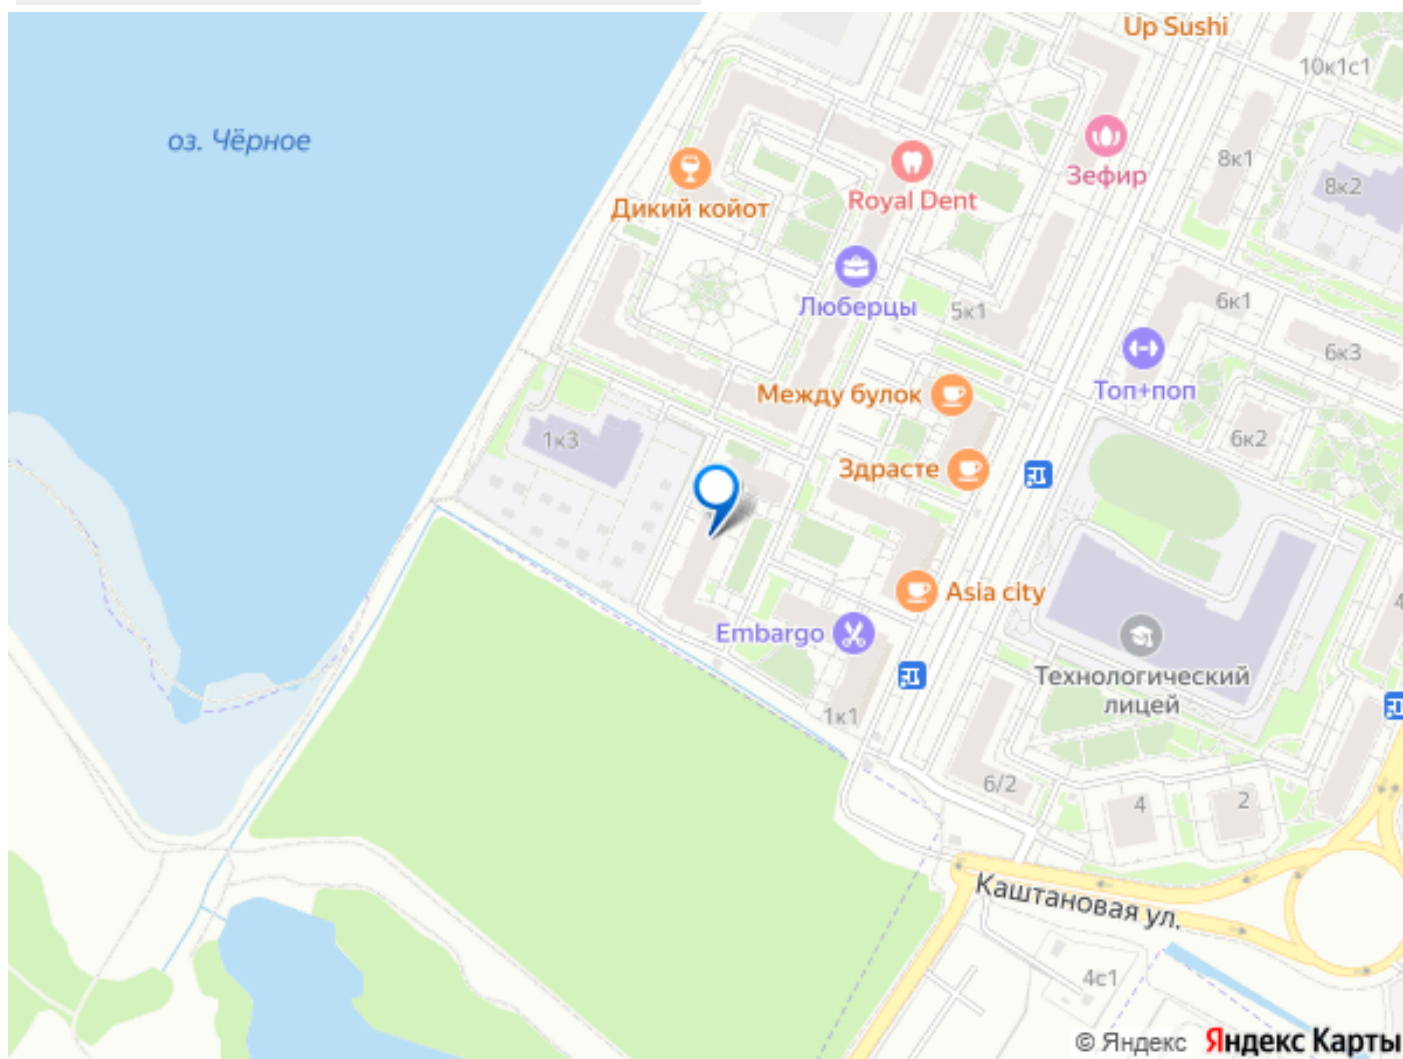 Up Sushi
10к1с1
оз. Чёрное
8к1
Зефир
Royal Dent
8к2
Дикий койот
Люберцы
5к1
6к1
6к3
Между булок
Топ+поп
1к3
6к2
Здрасте
Asia city
Embargo
Технологический
лицей
1к1
6/2
4
2
Каштановая ул.
4с1
© Яндекс Яндекс Карты